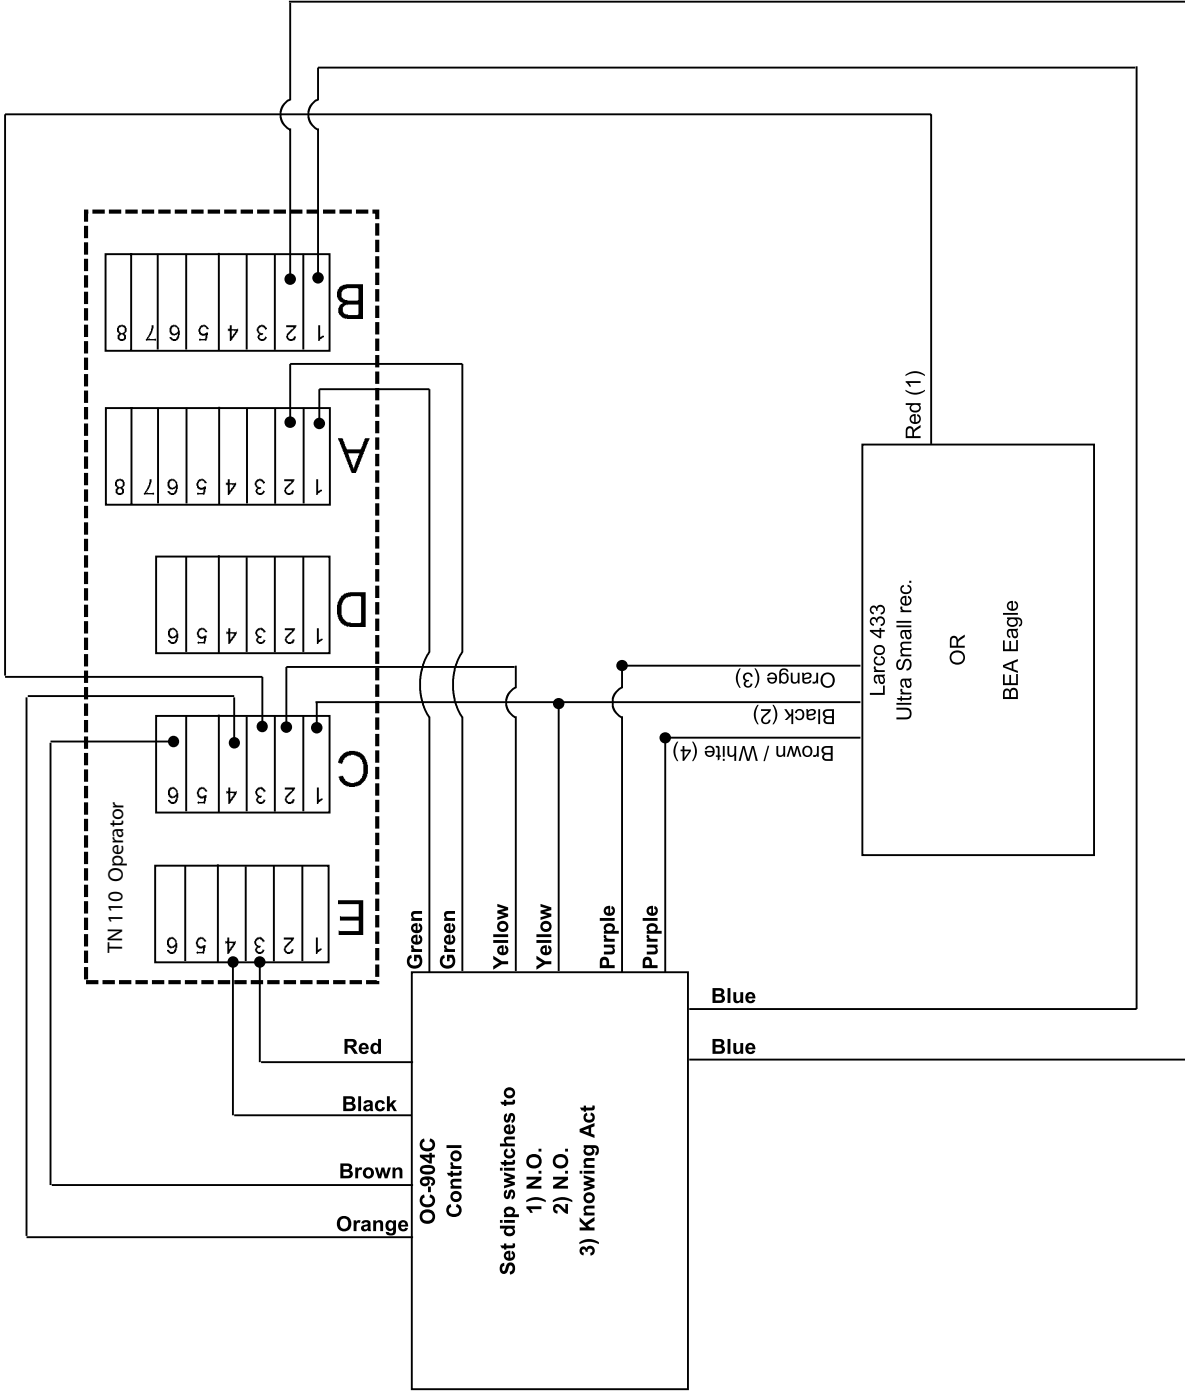 8 7 6 5 4 3 2 1
B
8 7 6 5 4 3 2 1
A
6 5 4 3 2 1
D
6 5 4 3 2 1
C
6 5 4 3 2 1
E
TN 110 Operator
Red (1)
Larco 433
Ultra Small rec.
OR
BEA Eagle
Orange (3)
Black (2)
Brown / White (4)
Green
Green
Yellow
Yellow
Purple
Purple
Blue
Blue
Red
Black
Brown
Orange
OC-904C
Control
Set dip switches to
1) N.O.
2) N.O.
3) Knowing Act